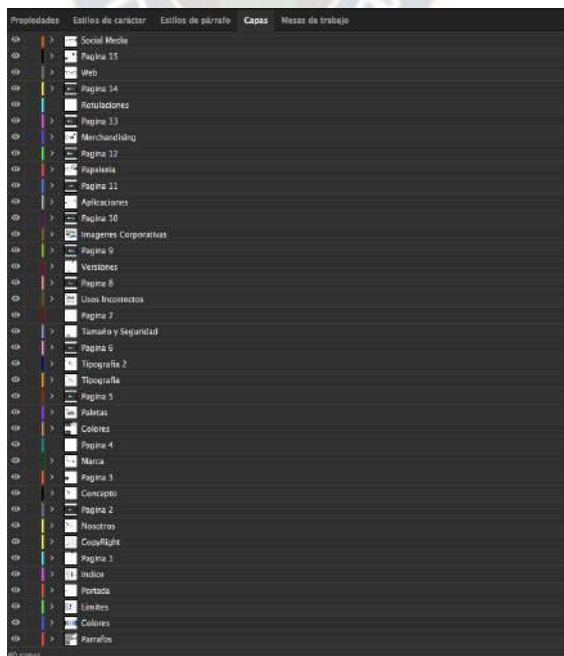 Propiedades Estilos de carácter Estilos de párrafo Capas Mesas de trabajo
Social Media
Pagina 15
Web
Pagina 14
Rotulaciones
Pagina 13
Merchandising
Pagina 12
Papeleria
Pagina 11
Aplicaciones
Pagina 10
Imagenes Corporativas
Pagina 9
Versiones
Pagina 8
Usos Incorrectos
Pagina 7
Tamaño y Seguridad
Pagina 6
Tipografia 2
Tipografia
Pagina 5
Paletas
Colores
Pagina 4
Marca
Pagina 3
Concepto
Pagina 2
Nosotros
CopyRight
Pagina 1
Indice
Portada
Limites
Colores
Parrafos